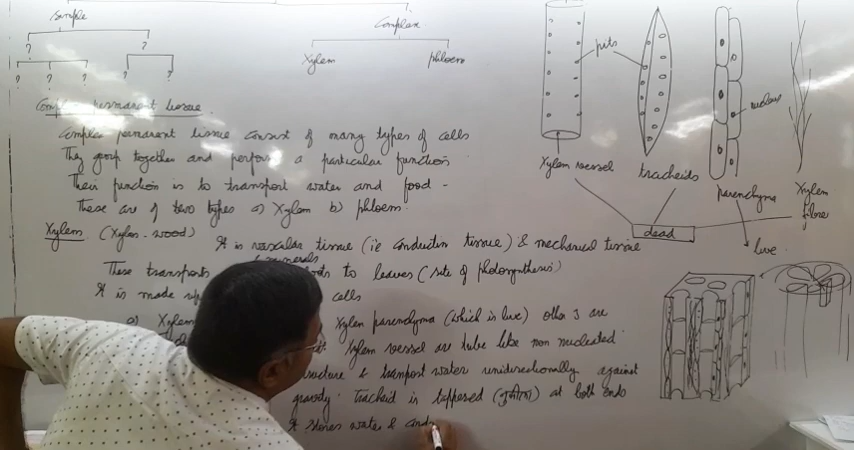 Simple
Complex
?
?
Xylem
phloem
?
?
?
?
?
permanent tissue
Complex permanent tissue consist of many types of cells
They group together and perform a particular function
Their function is to transport water and food -
These are of two types a) Xylem b) phloem.
Xylem (Xylos - wood) It is vascular tissue (i.e conductin tissue) & mechanical tissue
minerals
These transports to leaves (site of photosynthesis)
It is made cells
a) Xylem Xylem parenchyma (which is live) other 3 are
Xylem vessel are tube like non nucleated
structure & transport water unidirectionally against
gravity. Tracheid is tappered (नुकीला) at both ends
It stores water &
pits
nucleus
Xylem vessel
tracheids
parenchyma
Xylem
fibre
dead
live